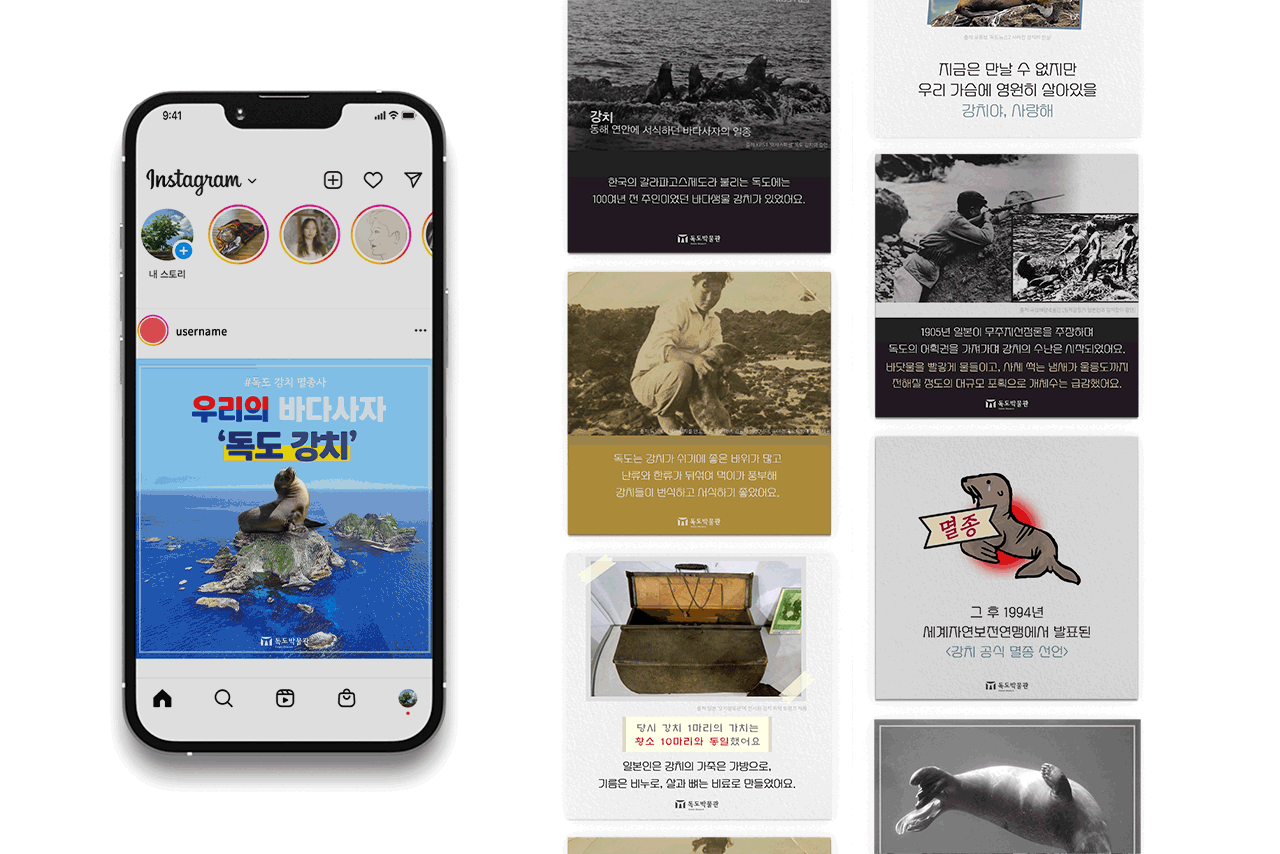 9:41
Instagram
내 스토리
username
#독도 강치 멸종사
우리의 바다사자
‘독도 강치’
독도박물관
강치
동해 연안에 서식하던 바다사자의 일종
한국의 갈라파고스제도라 불리는 독도에는
100여년 전 주인이었던 바다생물 강치가 있었어요.
독도박물관
독도는 강치가 쉬기에 좋은 바위가 많고
난류와 한류가 뒤섞여 먹이가 풍부해
강치들이 번식하고 서식하기 좋았어요.
독도박물관
당시 강치 1마리의 가치는
황소 10마리와 동일했어요
일본인은 강치의 가죽은 가방으로,
기름은 비누로, 살과 뼈는 비료로 만들었어요.
독도박물관
지금은 만날 수 없지만
우리 가슴에 영원히 살아있을
강치야, 사랑해
1905년 일본이 무주지선점론을 주장하며
독도의 어획권을 가져가며 강치의 수난은 시작되었어요.
바닷물을 빨갛게 물들이고, 사체 썩는 냄새가 울릉도까지
전해질 정도의 대규모 포획으로 개체수는 급감했어요.
독도박물관
멸종
그 후 1994년
세계자연보전연맹에서 발표된
<강치 공식 멸종 선언>
독도박물관